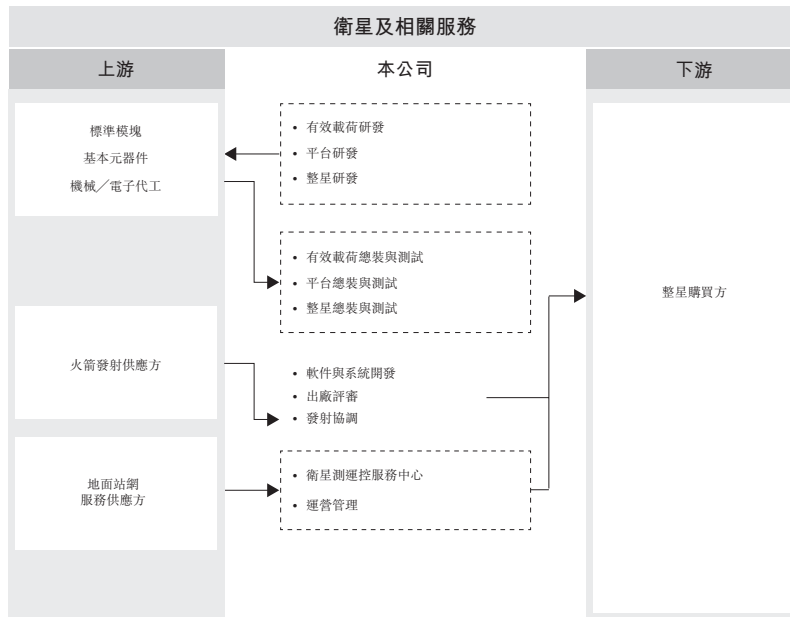 衛星及相關服務
上游
本公司
下游
標準模塊
基本元器件
機械／電子代工
• 有效載荷研發
• 平台研發
• 整星研發
• 有效載荷總裝與測試
• 平台總裝與測試
• 整星總裝與測試
整星購買方
火箭發射供應方
• 軟件與系統開發
• 出廠評審
• 發射協調
地面站網
服務供應方
• 衛星測運控服務中心
• 運營管理